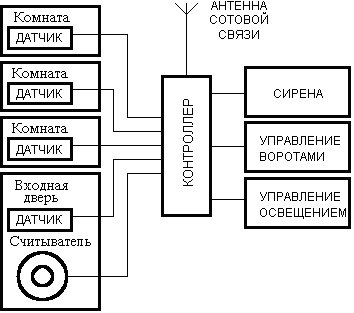 Комната
ДАТЧИК
Комната
ДАТЧИК
Комната
ДАТЧИК
Входная
дверь
ДАТЧИК
Считыватель
КОНТРОЛЛЕР
АНТЕННА
СОТОВОЙ
СВЯЗИ
СИРЕНА
УПРАВЛЕНИЕ
ВОРОТАМИ
УПРАВЛЕНИЕ
ОСВЕЩЕНИЕМ